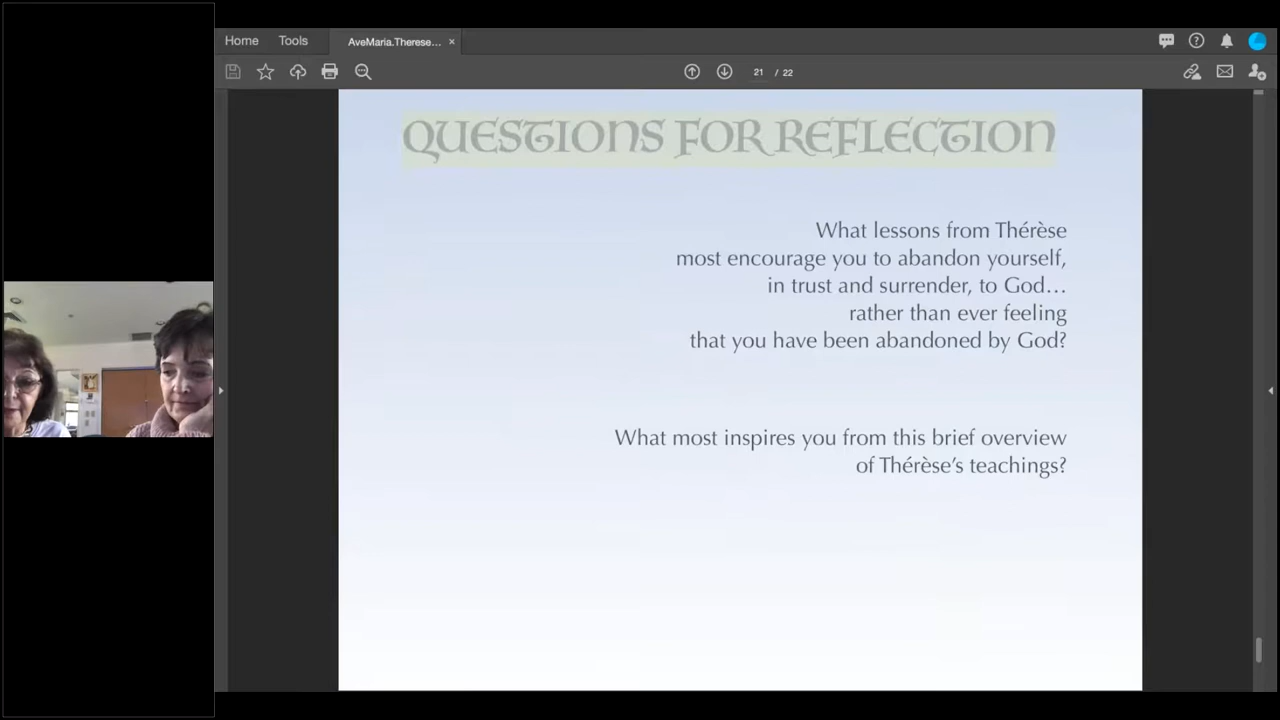 Home Tools AveMaria.Therese... ×
21 / 22
QUESTIONS FOR REFLECTION
What lessons from Thérèse
most encourage you to abandon yourself,
in trust and surrender, to God...
rather than ever feeling
that you have been abandoned by God?
What most inspires you from this brief overview
of Thérèse’s teachings?